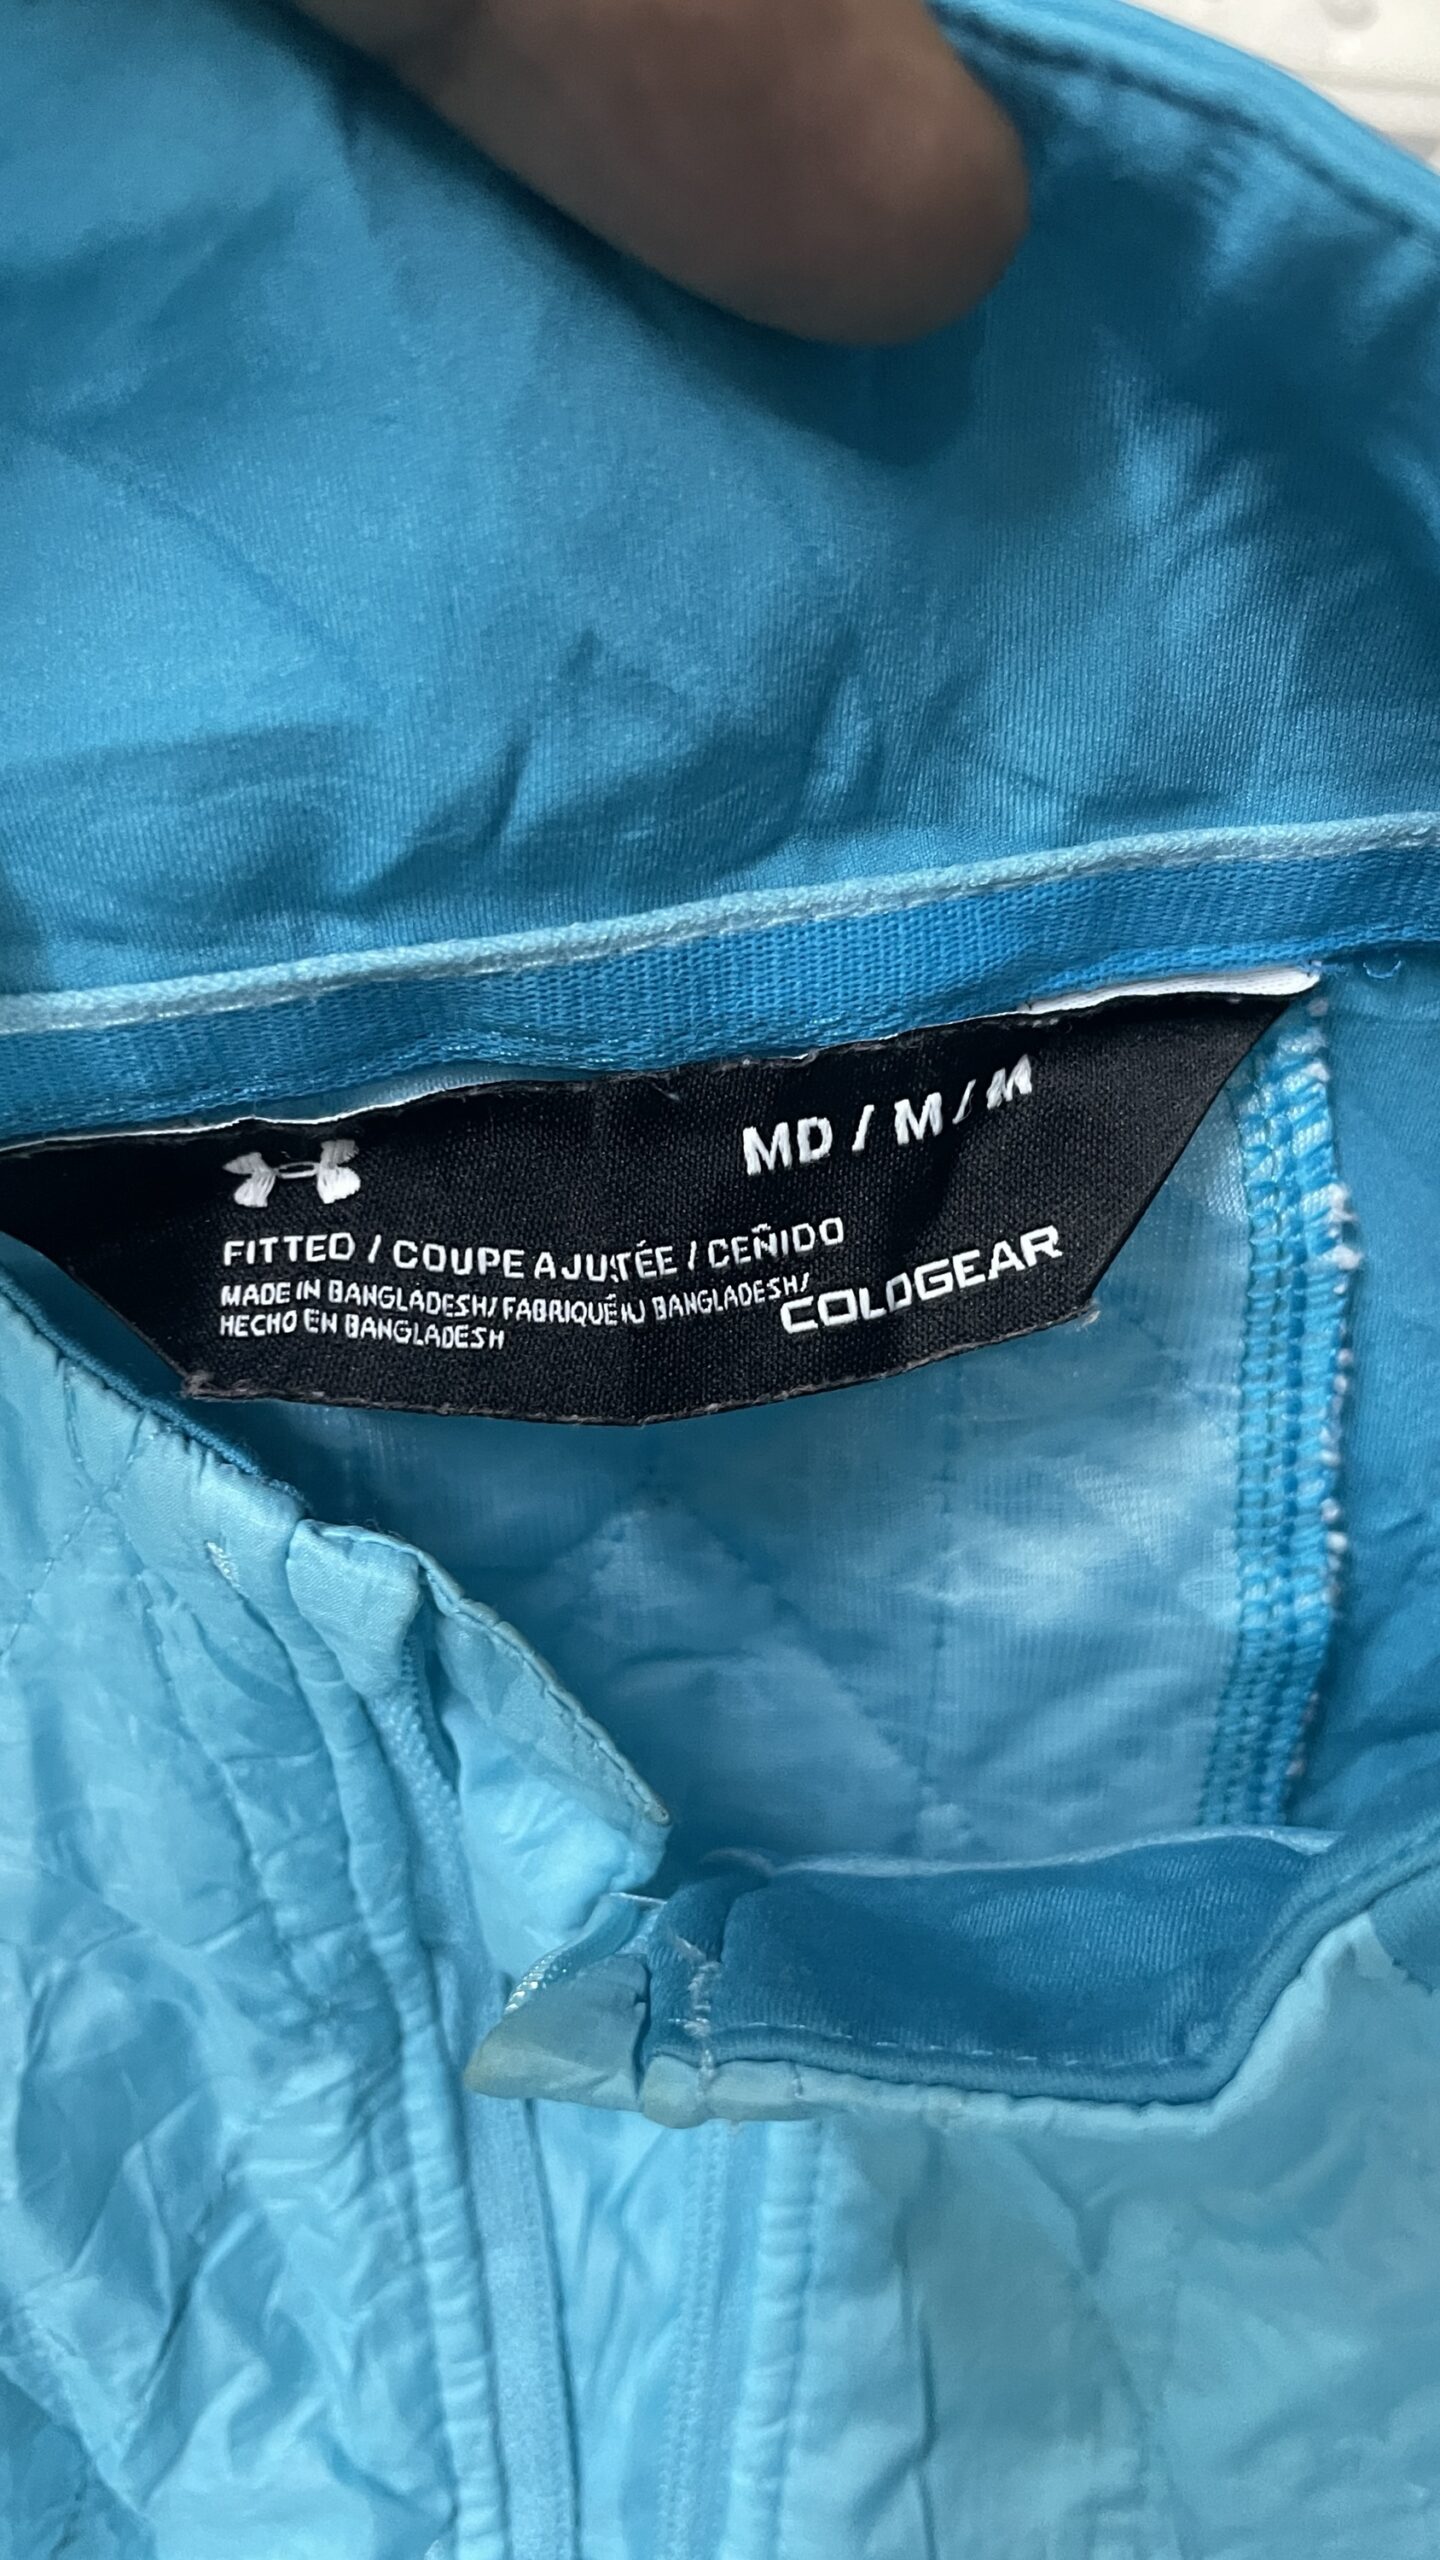 MD / M / M
FITTED / COUPE AJUSTÉE / CEÑIDO
MADE IN BANGLADESH / FABRIQUÉ AU BANGLADESH /
HECHO EN BANGLADESH
COLDGEAR